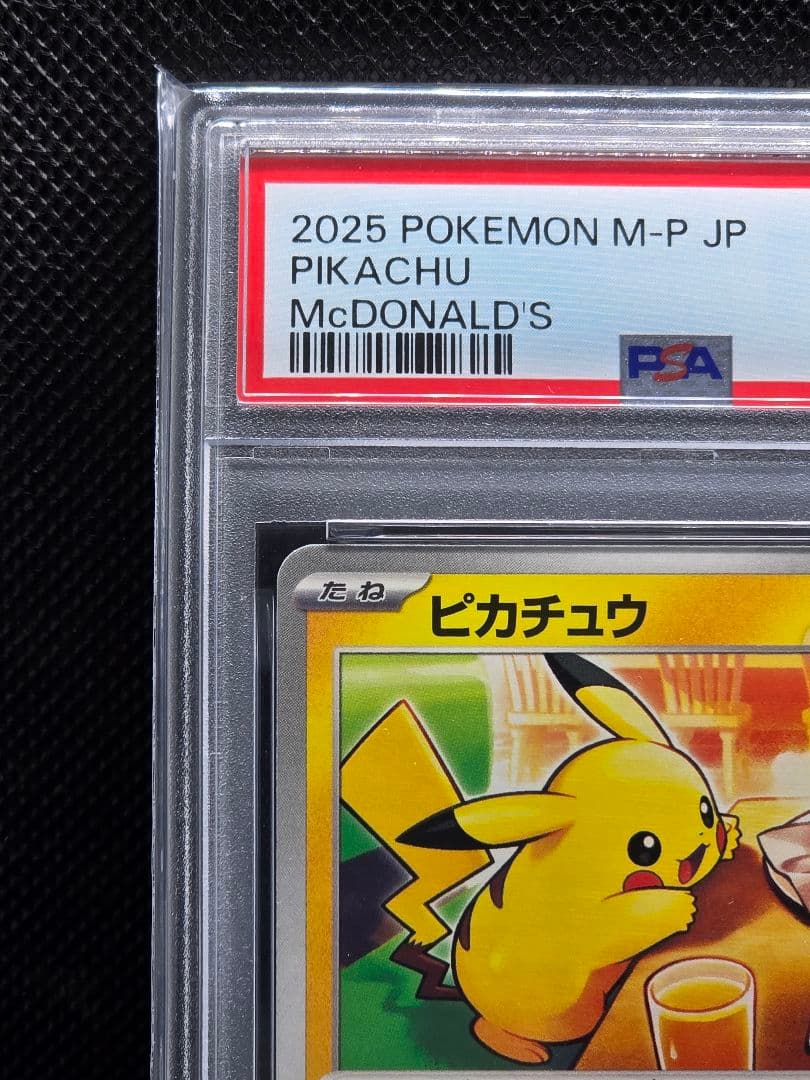 2025 POKEMON M-P JP
PIKACHU
McDONALD'S
PSA
たね
ピカチュウ